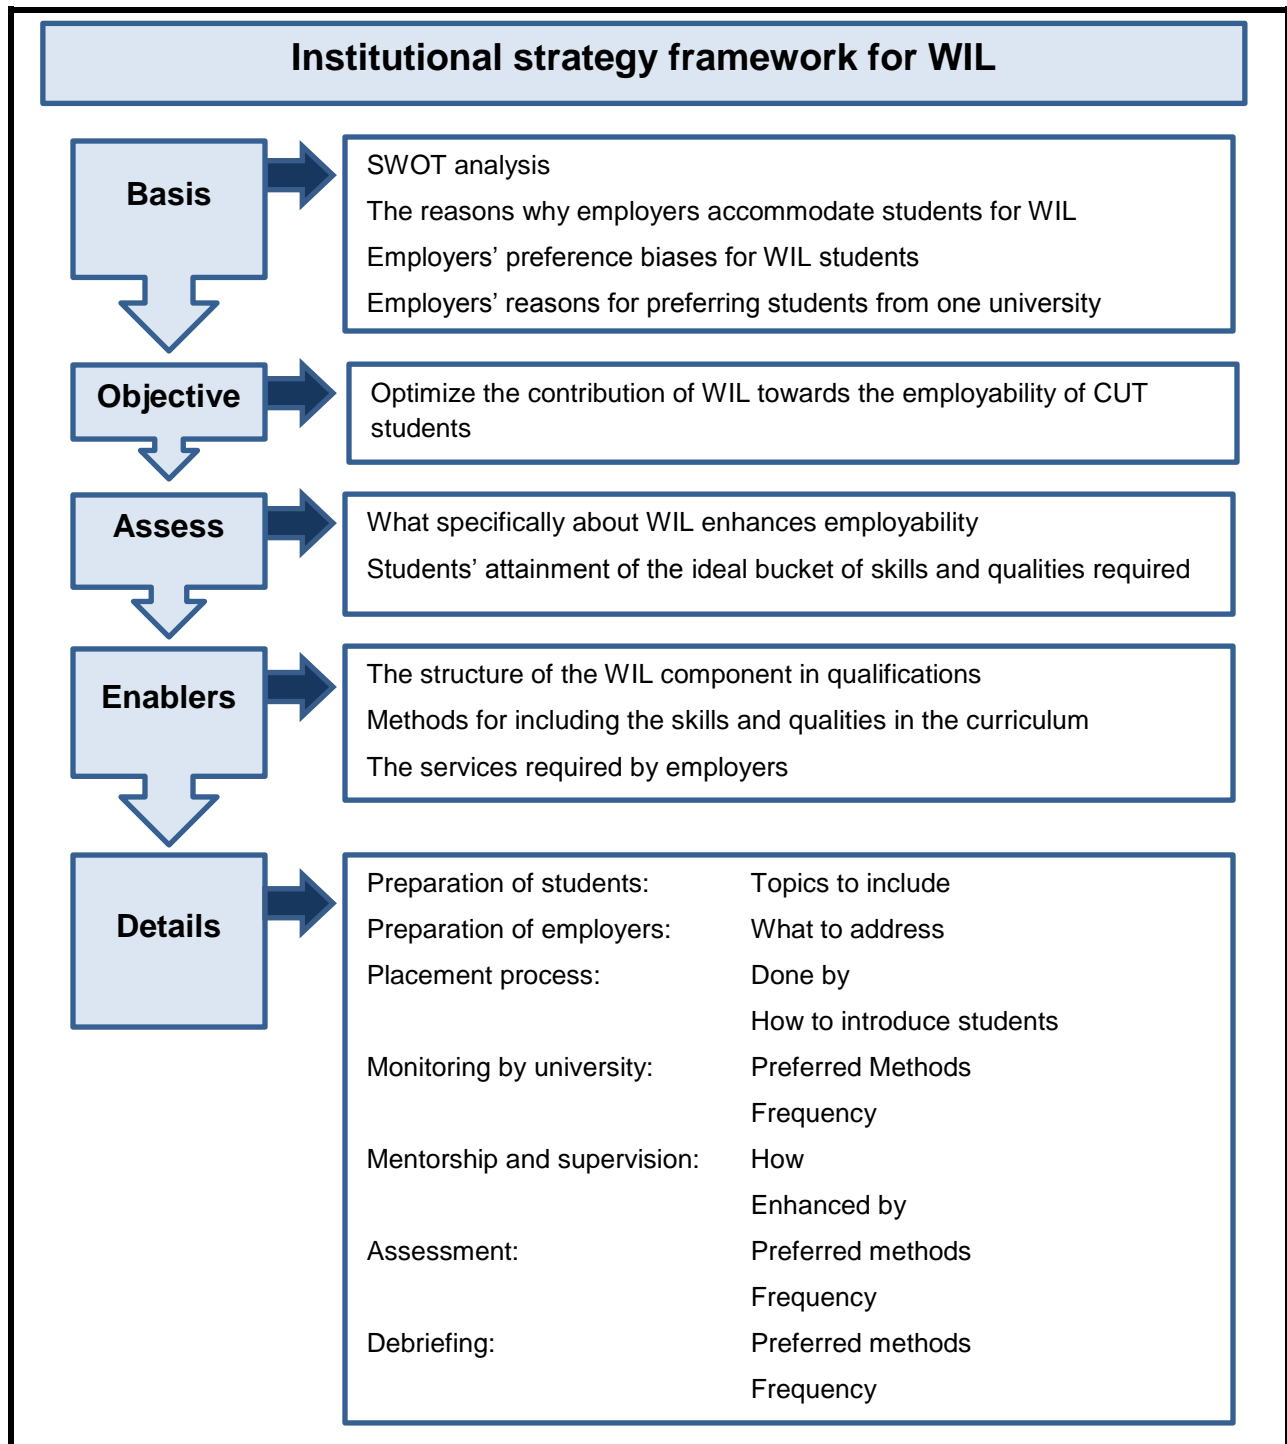 Institutional strategy framework for WIL
Basis
SWOT analysis
The reasons why employers accommodate students for WIL
Employers’ preference biases for WIL students
Employers’ reasons for preferring students from one university
Objective
Optimize the contribution of WIL towards the employability of CUT
students
Assess
What specifically about WIL enhances employability
Students’ attainment of the ideal bucket of skills and qualities required
Enablers
The structure of the WIL component in qualifications
Methods for including the skills and qualities in the curriculum
The services required by employers
Details
Preparation of students: Topics to include
Preparation of employers: What to address
Placement process: Done by
How to introduce students
Monitoring by university: Preferred Methods
Frequency
Mentorship and supervision: How
Enhanced by
Assessment: Preferred methods
Frequency
Debriefing: Preferred methods
Frequency